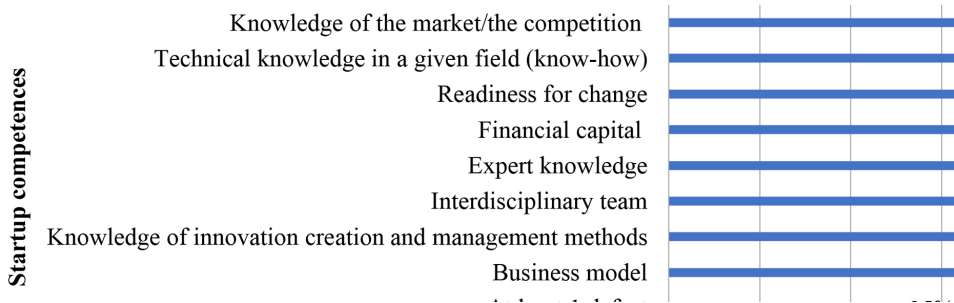 Startup competences
Knowledge of the market/the competition
Technical knowledge in a given field (know-how)
Readiness for change
Financial capital
Expert knowledge
Interdisciplinary team
Knowledge of innovation creation and management methods
Business model